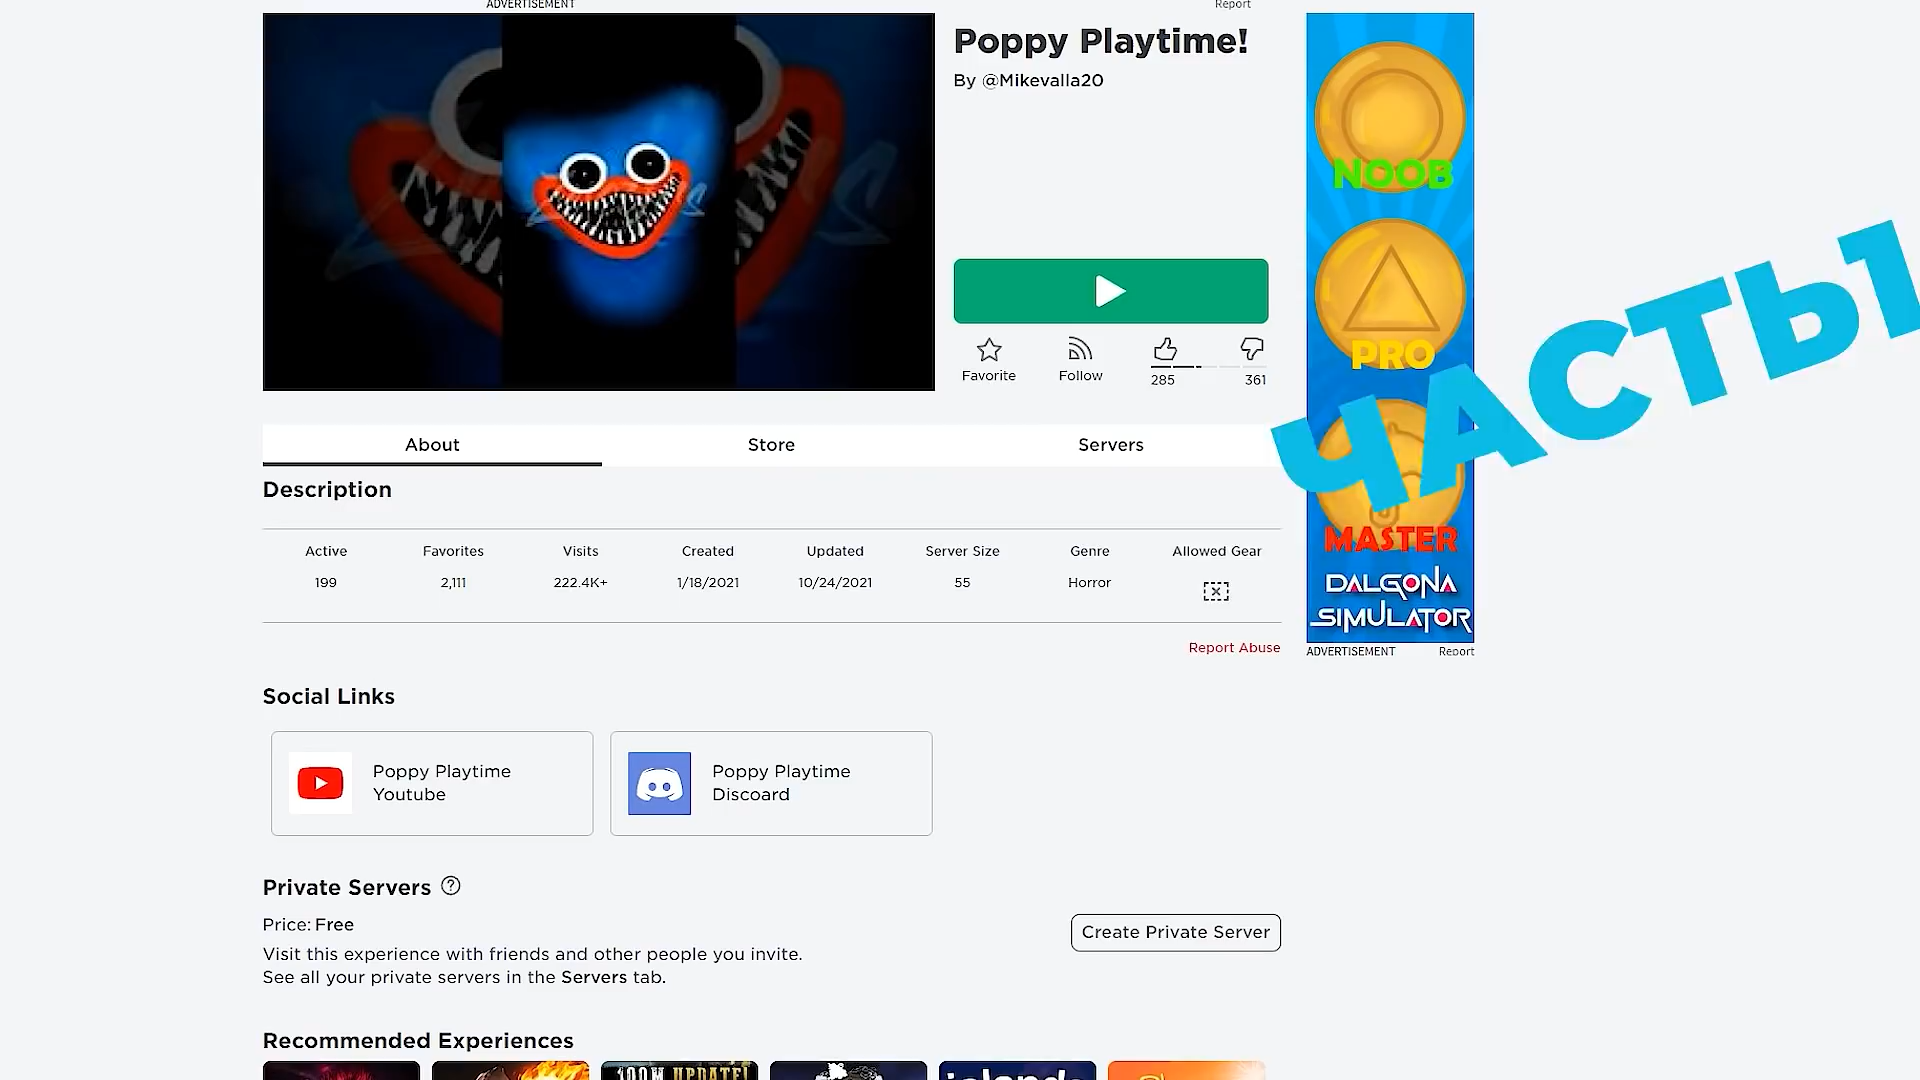 ADVERTISEMENT
Report
Poppy Playtime!
By @Mikevalla20
Favorite
Follow
285
361
NOOB
PRO
MASTER
DALGONA
SIMULATOR
ADVERTISEMENT
Report
ЧАСТЬ1
About
Store
Servers
Description
Active
Favorites
Visits
Created
Updated
Server Size
Genre
Allowed Gear
199
2,111
222.4K+
1/18/2021
10/24/2021
55
Horror
Report Abuse
Social Links
Poppy Playtime
Youtube
Poppy Playtime
Discoard
Private Servers
Price: Free
Create Private Server
Visit this experience with friends and other people you invite.
See all your private servers in the Servers tab.
Recommended Experiences
100M UPDATE!
islands